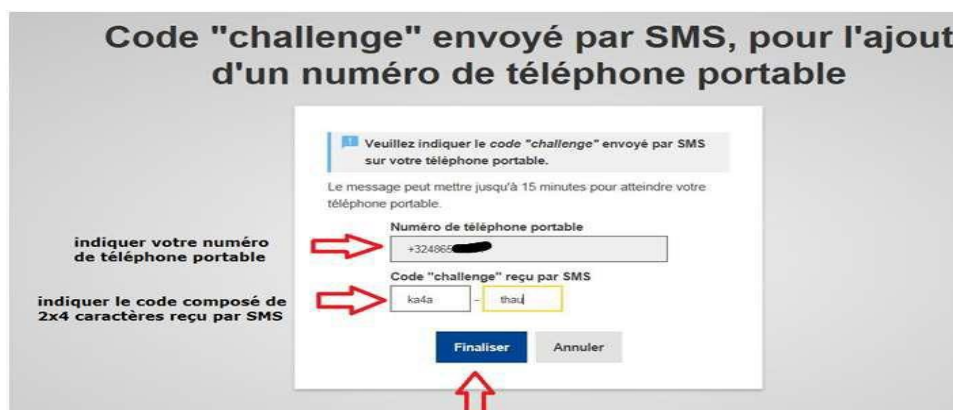 Code "challenge" envoyé par SMS, pour l'ajout
d'un numéro de téléphone portable
Veuillez indiquer le code "challenge" envoyé par SMS
sur votre téléphone portable.
Le message peut mettre jusqu'à 15 minutes pour atteindre votre
téléphone portable.
Numéro de téléphone portable
indiquer votre numéro
de téléphone portable
+324865
Code "challenge" reçu par SMS
indiquer le code composé de
2x4 caractères reçu par SMS
ka4a - thau
Finaliser Annuler